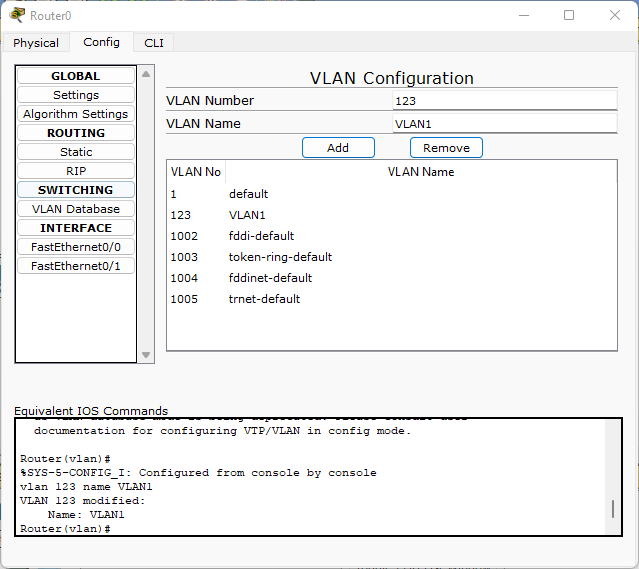 Router0
Physical Config CLI
GLOBAL
Settings
Algorithm Settings
ROUTING
Static
RIP
SWITCHING
VLAN Database
INTERFACE
FastEthernet0/0
FastEthernet0/1
VLAN Configuration
VLAN Number 123
VLAN Name VLAN1
Add Remove
VLAN No VLAN Name
1 default
123 VLAN1
1002 fddi-default
1003 token-ring-default
1004 fddinet-default
1005 trnet-default
Equivalent IOS Commands
documentation for configuring VTP/VLAN in config mode.
Router(vlan)#
%SYS-5-CONFIG_I: Configured from console by console
vlan 123 name VLAN1
VLAN 123 modified:
Name: VLAN1
Router(vlan)#